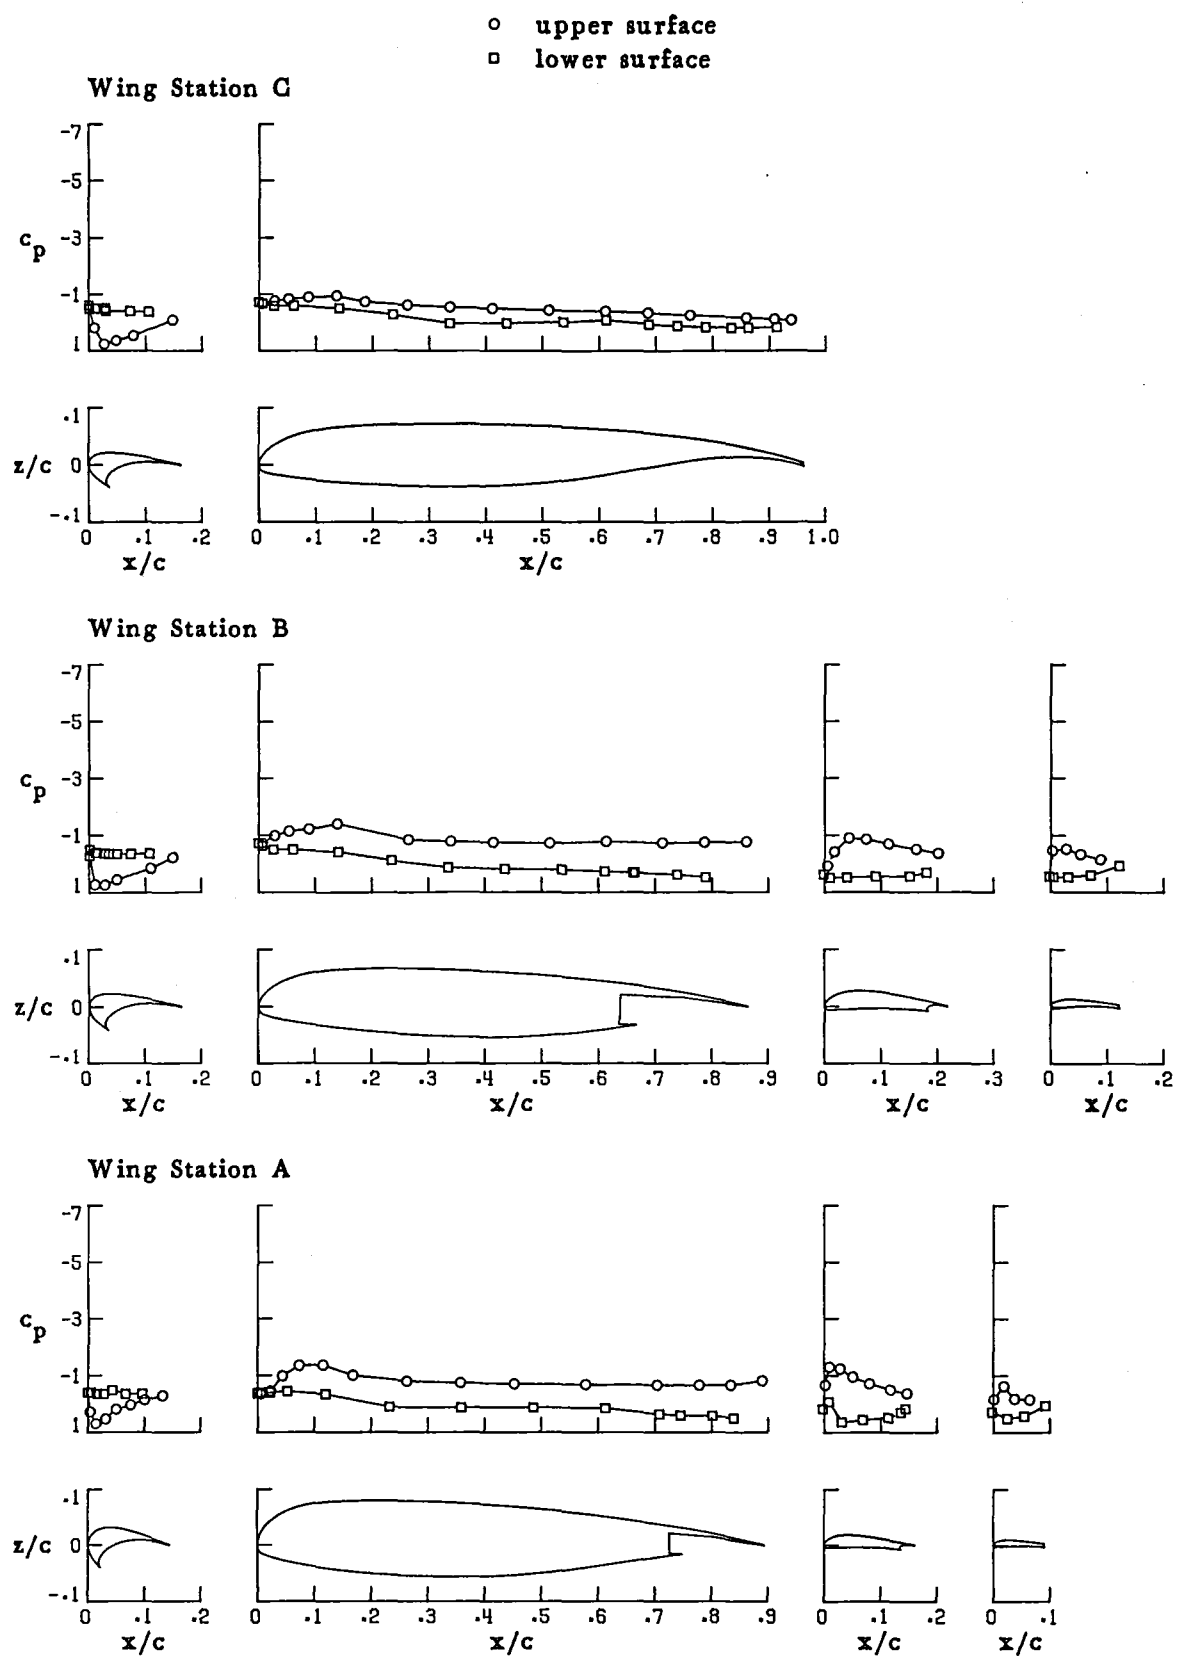 ○ upper surface
□ lower surface
Wing Station C
-7
-5
c_p -3
-1
1
.1
z/c 0
-.1
0 .1 .2 0 .1 .2 .3 .4 .5 .6 .7 .8 .9 1.0
x/c x/c
Wing Station B
-7
-5
c_p -3
-1
1
.1
z/c 0
-.1
0 .1 .2 0 .1 .2 .3 .4 .5 .6 .7 .8 .9 0 .1 .2 .3 0 .1 .2
x/c x/c x/c x/c
Wing Station A
-7
-5
c_p -3
-1
1
.1
z/c 0
-.1
0 .1 .2 0 .1 .2 .3 .4 .5 .6 .7 .8 .9 0 .1 .2 0 .1
x/c x/c x/c x/c